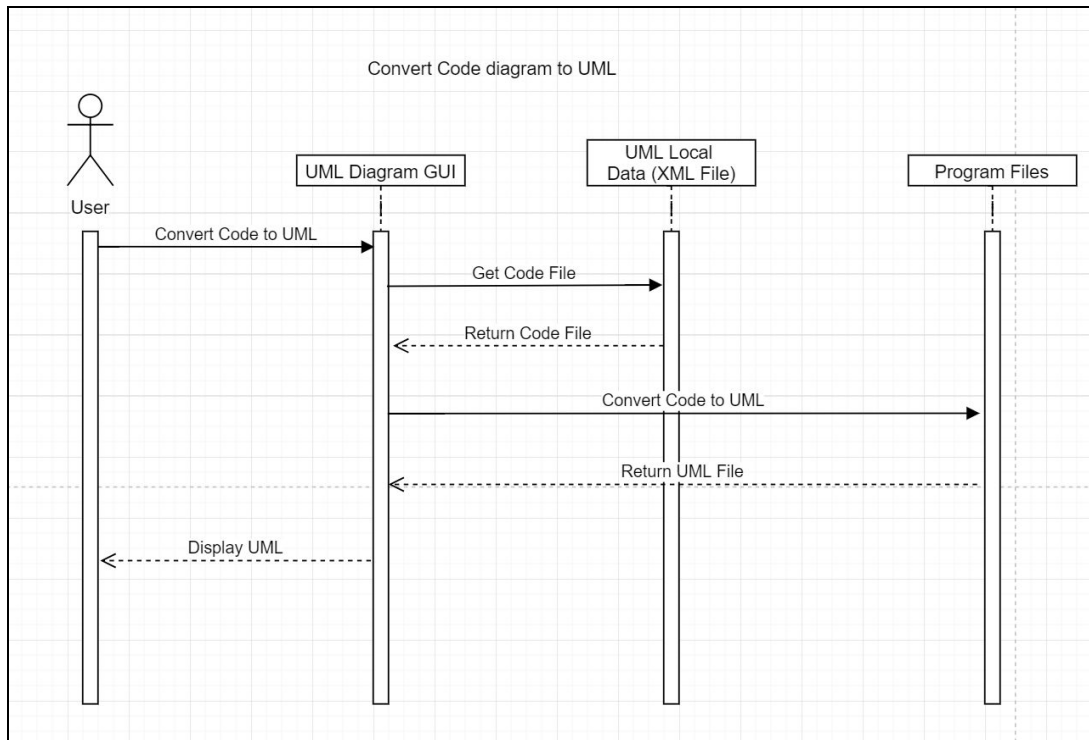 Convert Code diagram to UML
UML Local
Data (XML File)
UML Diagram GUI
Program Files
User
Convert Code to UML
Get Code File
Return Code File
Convert Code to UML
Return UML File
Display UML